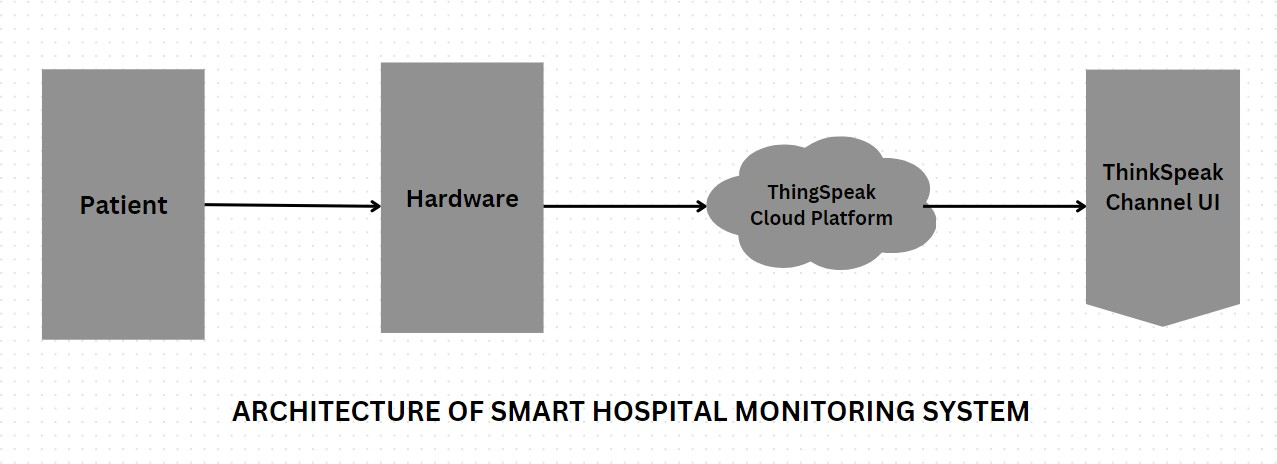 Patient
Hardware
ThingSpeak
Cloud Platform
ThinkSpeak
Channel UI
ARCHITECTURE OF SMART HOSPITAL MONITORING SYSTEM